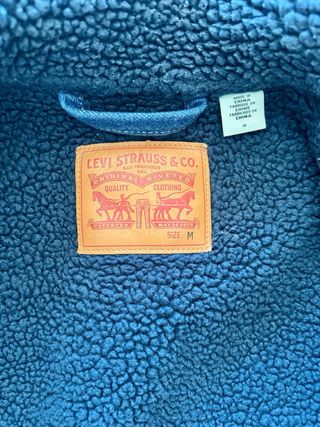 MADE IN
CHINA
FABRIQUE EN
CHINE
FABRICADO EN
CHINA
M
LEVI STRAUSS & CO.
SAN FRANCISCO
CAL.
ORIGINAL RIVETED
QUALITY CLOTHING
PATENTED MAY 20 1873
SIZE M